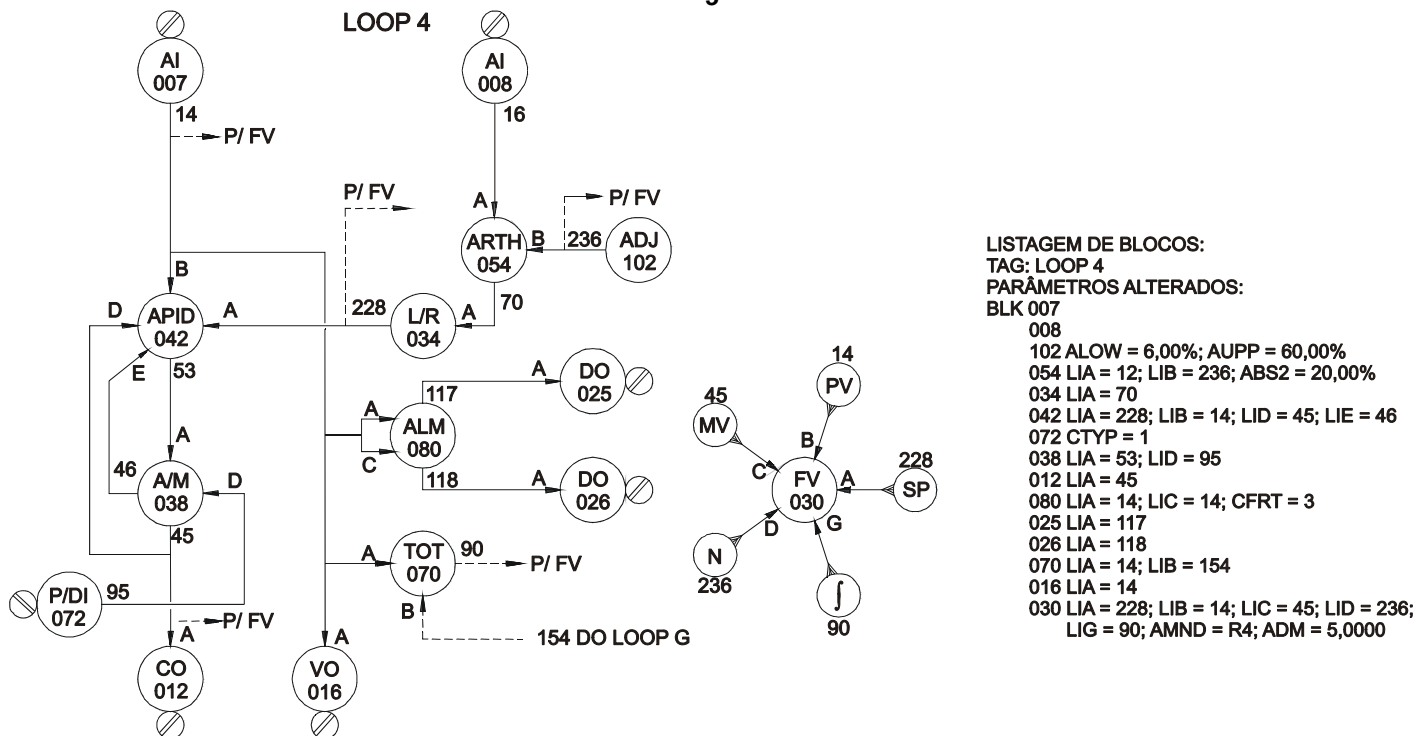 LOOP 4
AI
007
AI
008
14
16
P/ FV
P/ FV
P/ FV
A
ARTH
054
B
236
ADJ
102
B
70
D
APID
042
A
228
L/R
034
A
E
53
A
DO
025
117
A
ALM
080
C
118
A
DO
026
A
46
A/M
038
D
45
P/DI
072
95
P/ FV
A
CO
012
A
VO
016
A
TOT
070
90
P/ FV
B
154 DO LOOP G
14
PV
45
MV
B
C
228
FV
030
A
SP
D
G
N
236
∫
90
LISTAGEM DE BLOCOS:
TAG: LOOP 4
PARÂMETROS ALTERADOS:
BLK 007
008
102 ALOW = 6,00%; AUPP = 60,00%
054 LIA = 12; LIB = 236; ABS2 = 20,00%
034 LIA = 70
042 LIA = 228; LIB = 14; LID = 45; LIE = 46
072 CTYP = 1
038 LIA = 53; LID = 95
012 LIA = 45
080 LIA = 14; LIC = 14; CFRT = 3
025 LIA = 117
026 LIA = 118
070 LIA = 14; LIB = 154
016 LIA = 14
030 LIA = 228; LIB = 14; LIC = 45; LID = 236;
LIG = 90; AMND = R4; ADM = 5,0000